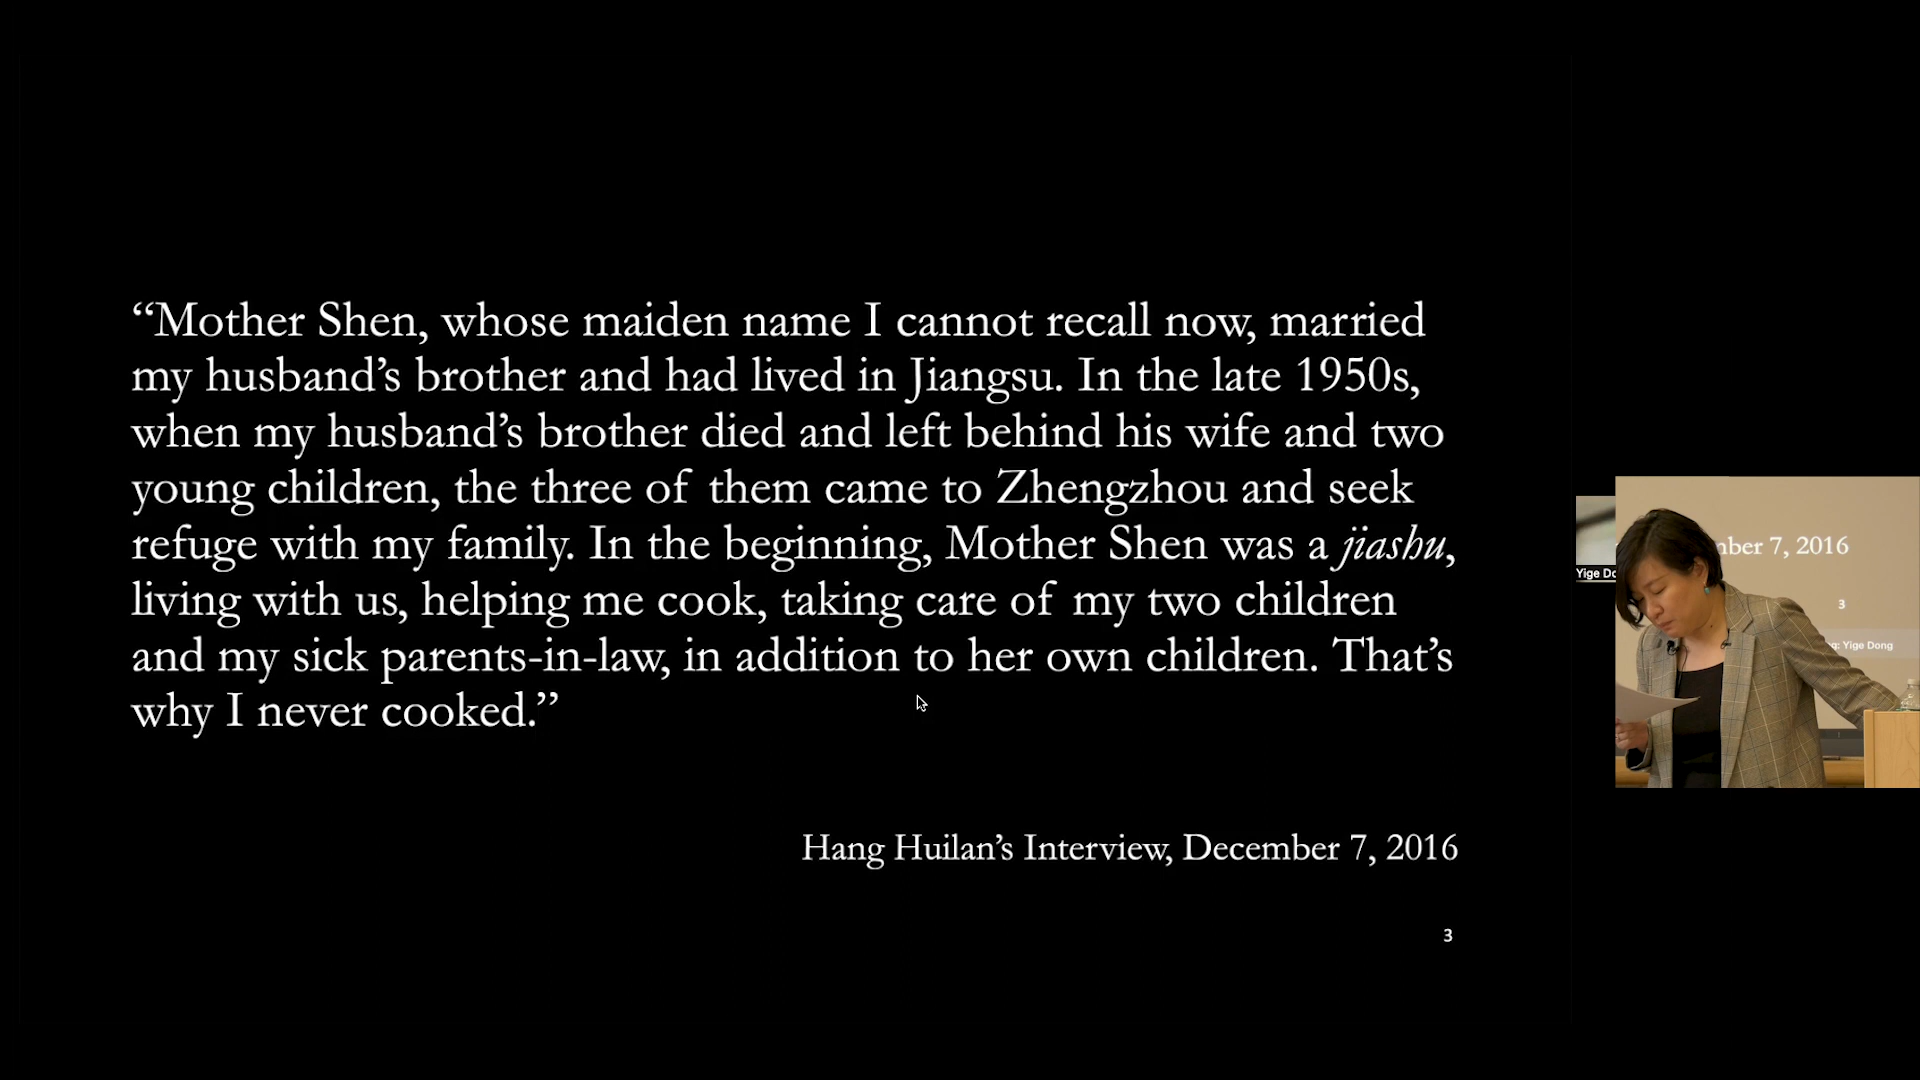 “Mother Shen, whose maiden name I cannot recall now, married
my husband’s brother and had lived in Jiangsu. In the late 1950s,
when my husband’s brother died and left behind his wife and two
young children, the three of them came to Zhengzhou and seek
refuge with my family. In the beginning, Mother Shen was a jiashu,
living with us, helping me cook, taking care of my two children
and my sick parents-in-law, in addition to her own children. That’s
why I never cooked.”
Hang Huilan’s Interview, December 7, 2016
3
Yige
7, 2016
3
Yige Dong